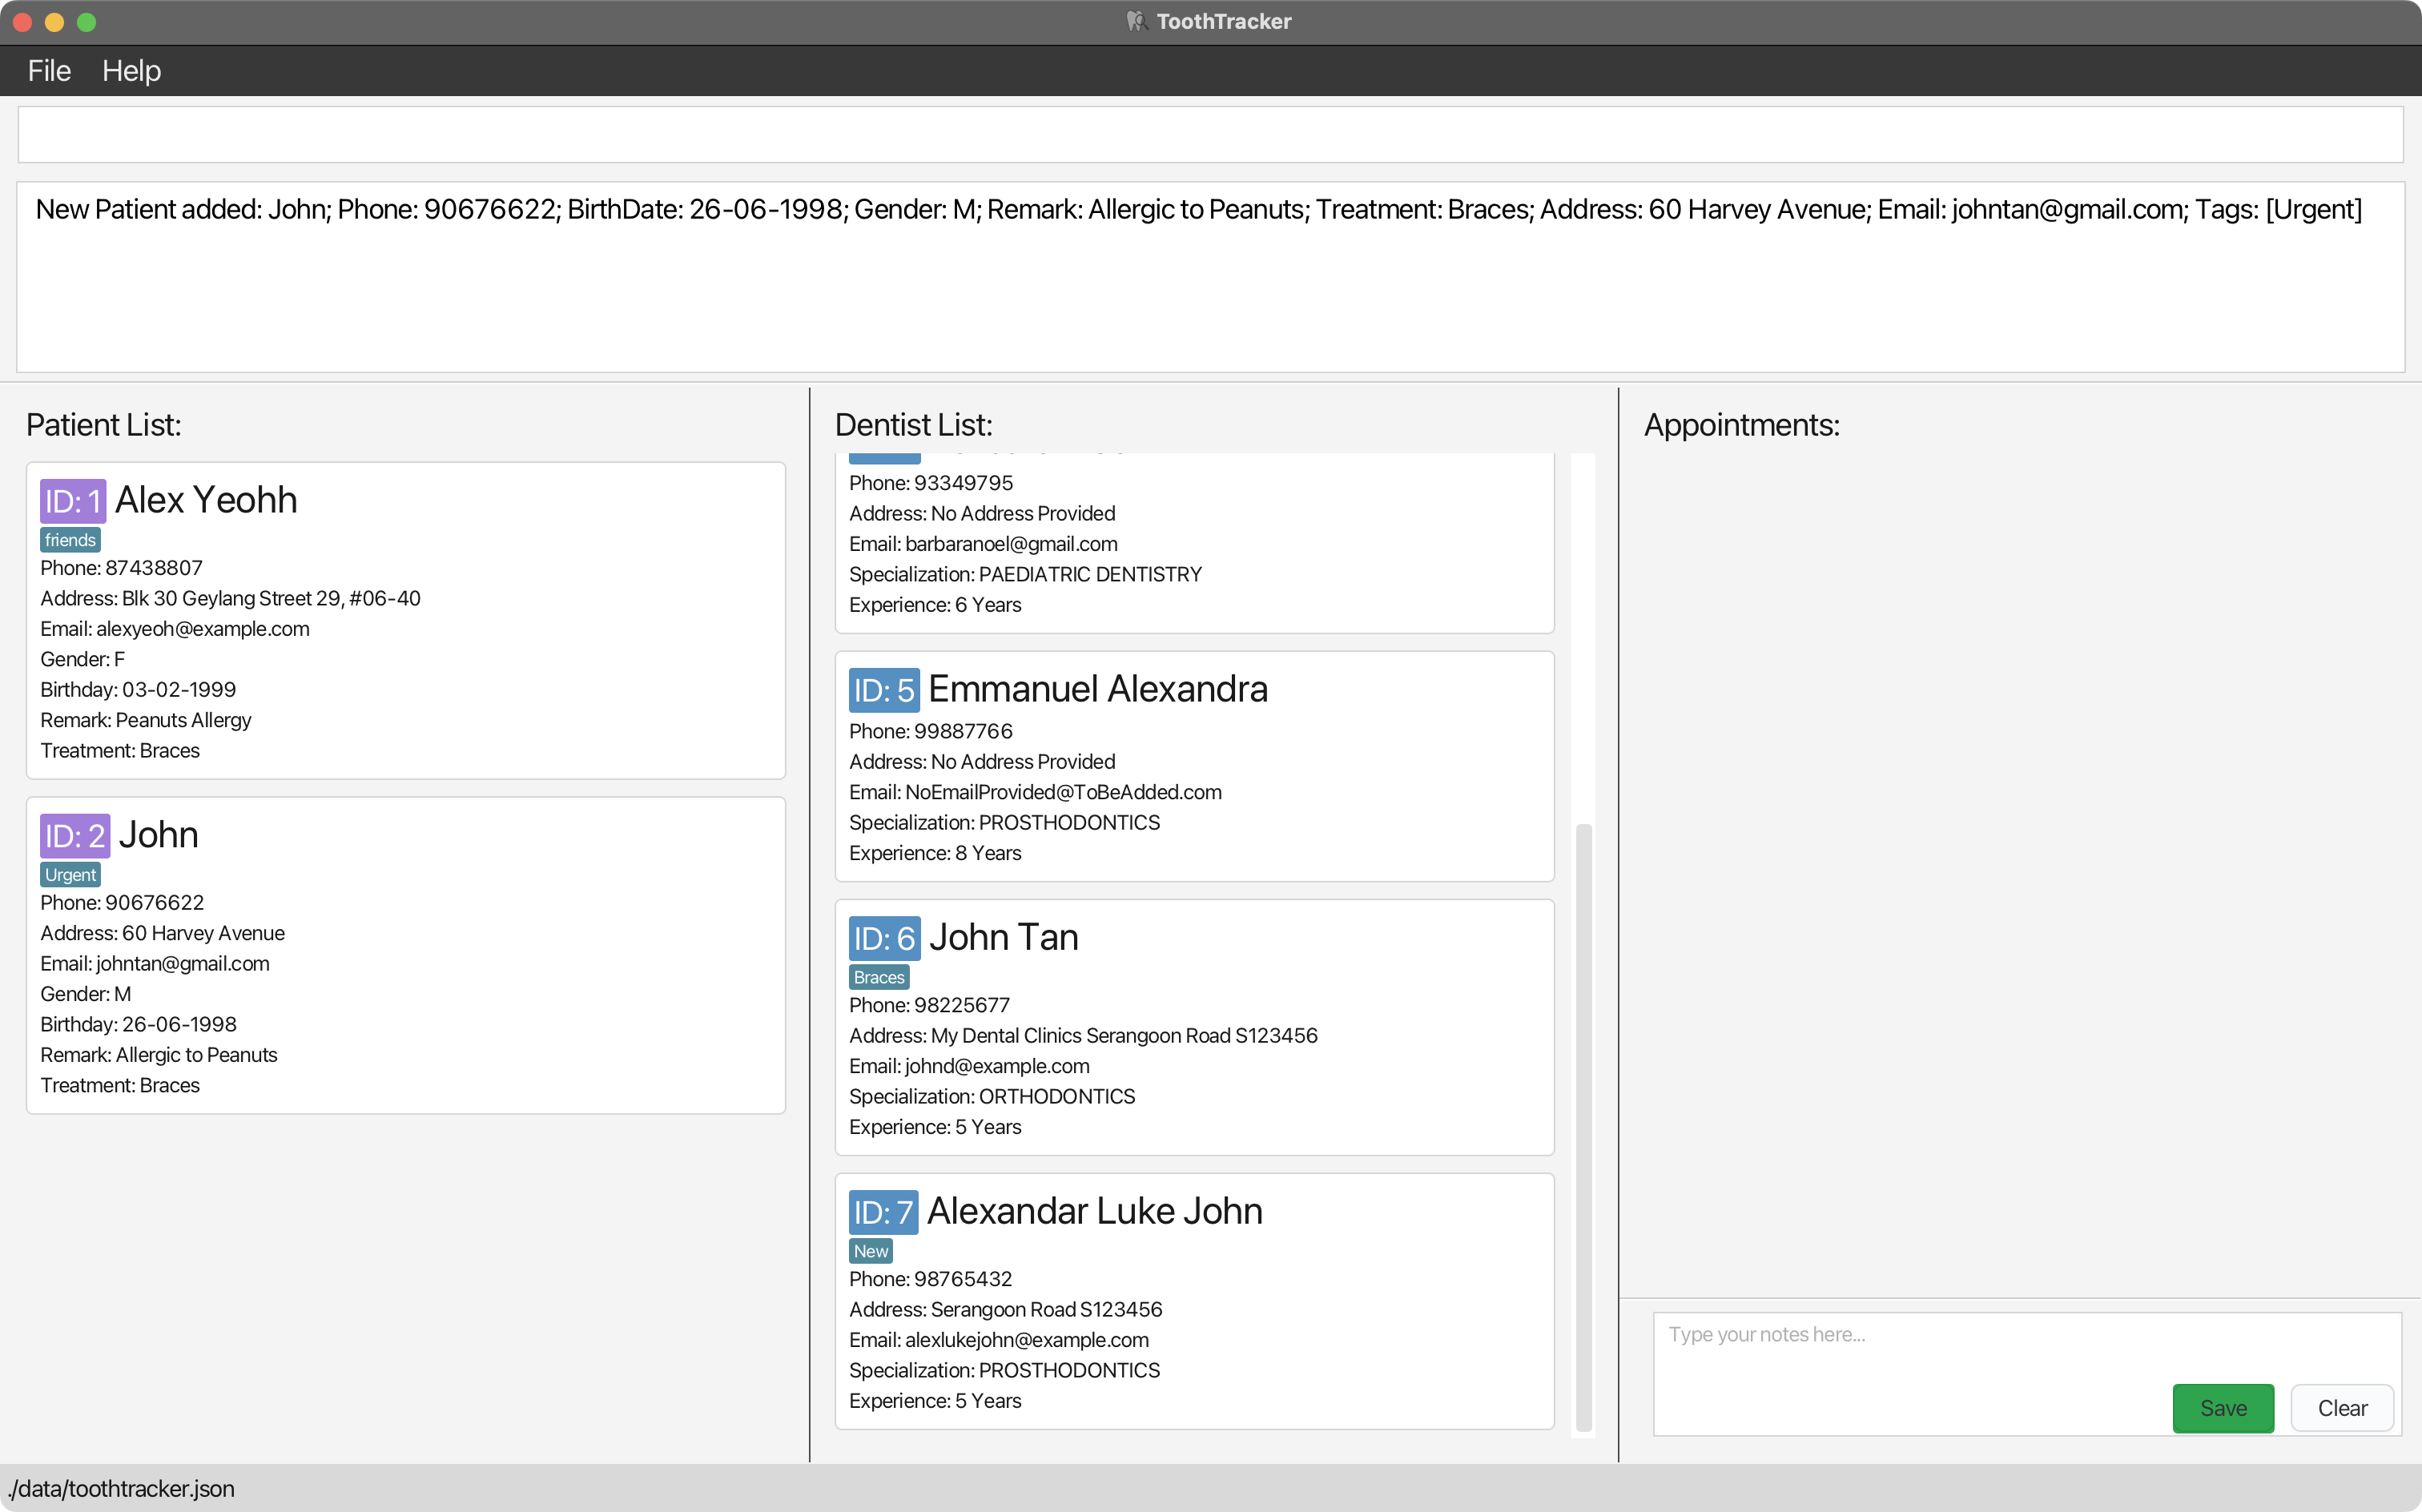 ToothTracker
File Help
New Patient added: John; Phone: 90676622; BirthDate: 26-06-1998; Gender: M; Remark: Allergic to Peanuts; Treatment: Braces; Address: 60 Harvey Avenue; Email: johntan@gmail.com; Tags: [Urgent]
Patient List:
ID: 1 Alex Yeohh
friends
Phone: 87438807
Address: Blk 30 Geylang Street 29, #06-40
Email: alexyeoh@example.com
Gender: F
Birthday: 03-02-1999
Remark: Peanuts Allergy
Treatment: Braces
ID: 2 John
Urgent
Phone: 90676622
Address: 60 Harvey Avenue
Email: johntan@gmail.com
Gender: M
Birthday: 26-06-1998
Remark: Allergic to Peanuts
Treatment: Braces
Dentist List:
Phone: 93349795
Address: No Address Provided
Email: barbaranoel@gmail.com
Specialization: PAEDIATRIC DENTISTRY
Experience: 6 Years
ID: 5 Emmanuel Alexandra
Phone: 99887766
Address: No Address Provided
Email: NoEmailProvided@ToBeAdded.com
Specialization: PROSTHODONTICS
Experience: 8 Years
ID: 6 John Tan
Braces
Phone: 98225677
Address: My Dental Clinics Serangoon Road S123456
Email: johnd@example.com
Specialization: ORTHODONTICS
Experience: 5 Years
ID: 7 Alexandar Luke John
New
Phone: 98765432
Address: Serangoon Road S123456
Email: alexlukejohn@example.com
Specialization: PROSTHODONTICS
Experience: 5 Years
Appointments:
Type your notes here...
Save Clear
./data/toothtracker.json